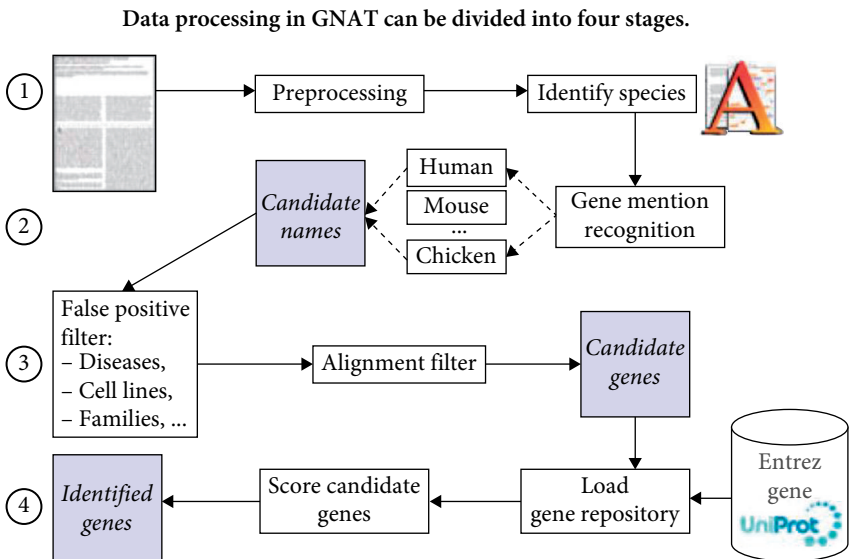 Data processing in GNAT can be divided into four stages.
1
Preprocessing
Identify species
A
2
Candidate
names
Human
Mouse
...
Chicken
Gene mention
recognition
3
False positive
filter:
– Diseases,
– Cell lines,
– Families, ...
Alignment filter
Candidate
genes
4
Identified
genes
Score candidate
genes
Load
gene repository
Entrez
gene
UniProt